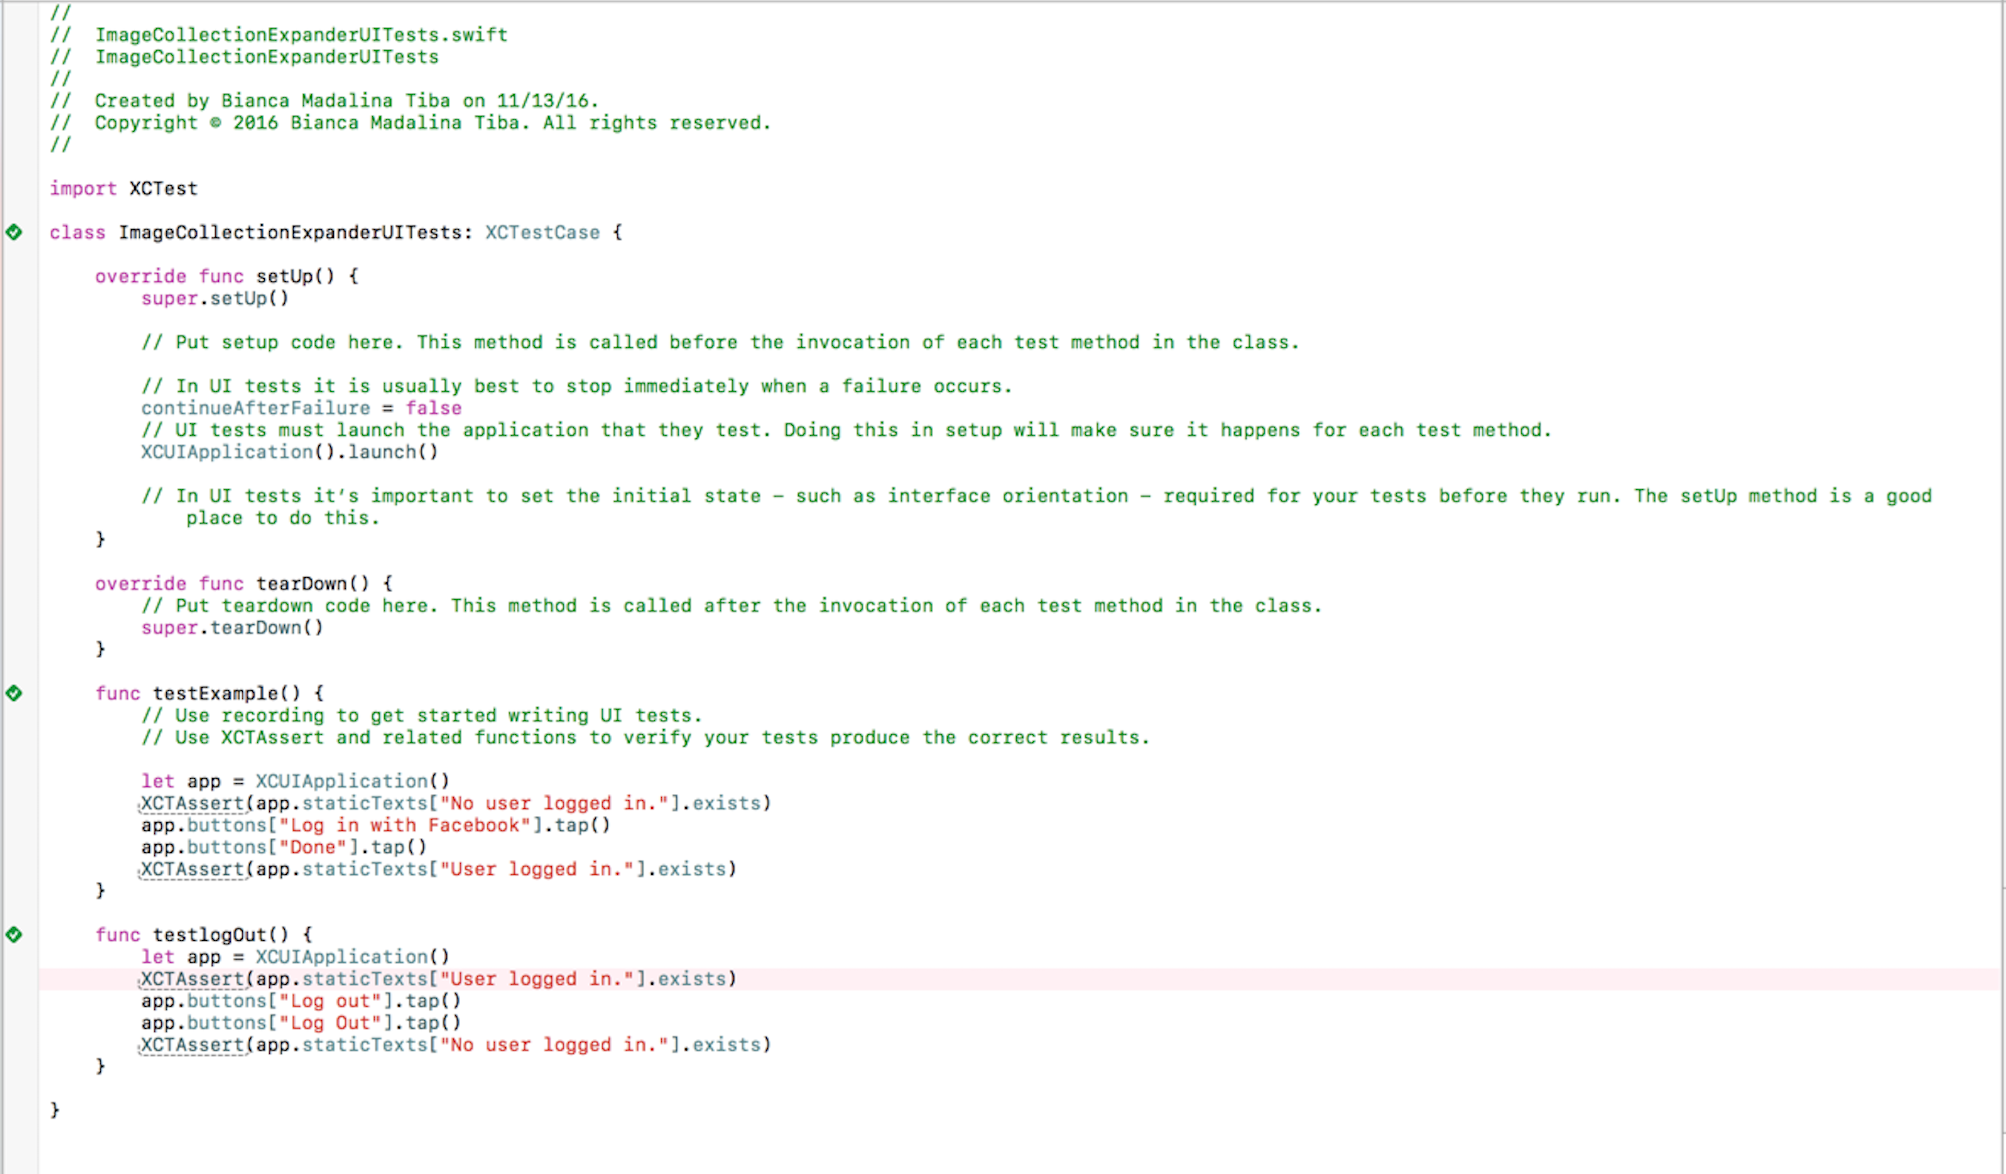 //
//  ImageCollectionExpanderUITests.swift
//  ImageCollectionExpanderUITests
//
//  Created by Bianca Madalina Tiba on 11/13/16.
//  Copyright © 2016 Bianca Madalina Tiba. All rights reserved.
//
import XCTest
class ImageCollectionExpanderUITests: XCTestCase {
    override func setUp() {
        super.setUp()
        // Put setup code here. This method is called before the invocation of each test method in the class.
        // In UI tests it is usually best to stop immediately when a failure occurs.
        continueAfterFailure = false
        // UI tests must launch the application that they test. Doing this in setup will make sure it happens for each test method.
        XCUIApplication().launch()
        // In UI tests it's important to set the initial state – such as interface orientation – required for your tests before they run. The setUp method is a good
            place to do this.
    }
    override func tearDown() {
        // Put teardown code here. This method is called after the invocation of each test method in the class.
        super.tearDown()
    }
    func testExample() {
        // Use recording to get started writing UI tests.
        // Use XCTAssert and related functions to verify your tests produce the correct results.
        let app = XCUIApplication()
        XCTAssert(app.staticTexts["No user logged in."].exists)
        app.buttons["Log in with Facebook"].tap()
        app.buttons["Done"].tap()
        XCTAssert(app.staticTexts["User logged in."].exists)
    }
    func testlogOut() {
        let app = XCUIApplication()
        XCTAssert(app.staticTexts["User logged in."].exists)
        app.buttons["Log out"].tap()
        app.buttons["Log Out"].tap()
        XCTAssert(app.staticTexts["No user logged in."].exists)
    }
}